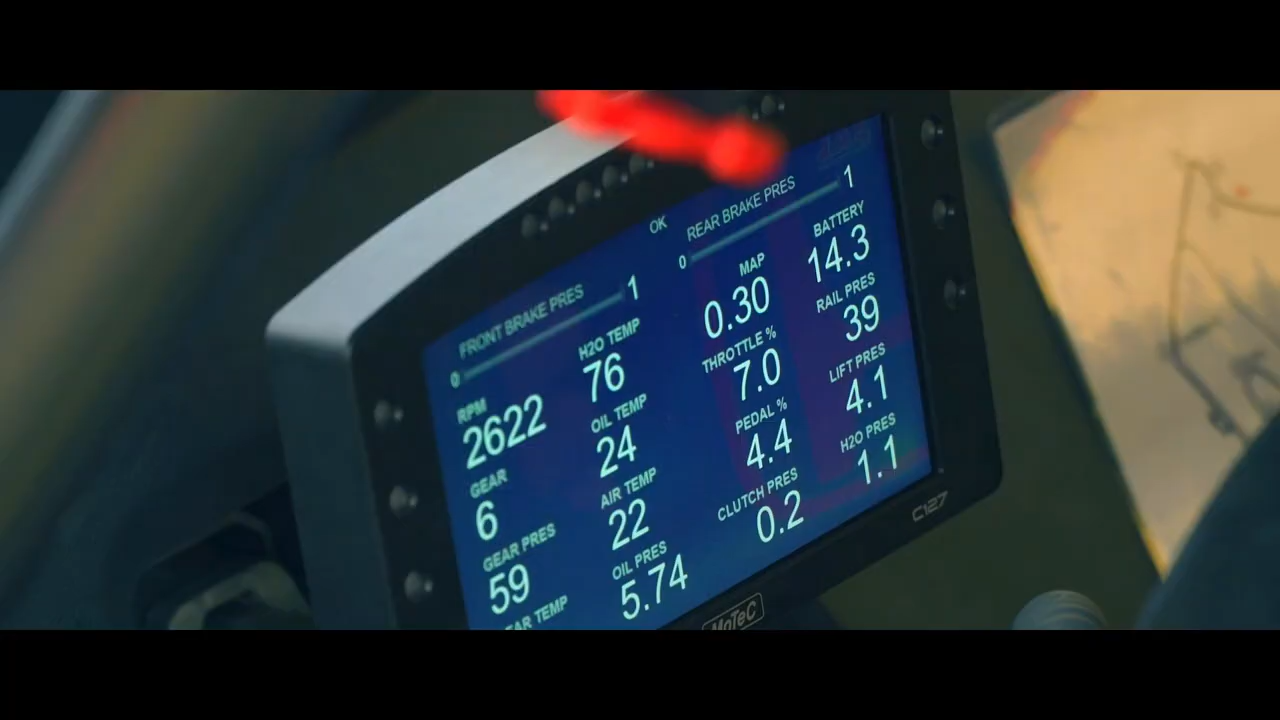 OK
FRONT BRAKE PRES
0 1
REAR BRAKE PRES
0 1
RPM
2622
GEAR
6
GEAR PRES
59
EAR TEMP
H2O TEMP
76
OIL TEMP
24
AIR TEMP
22
OIL PRES
5.74
MAP
0.30
THROTTLE %
7.0
PEDAL %
4.4
CLUTCH PRES
0.2
BATTERY
14.3
RAIL PRES
39
LIFT PRES
4.1
H2O PRES
1.1
C127
MoTeC